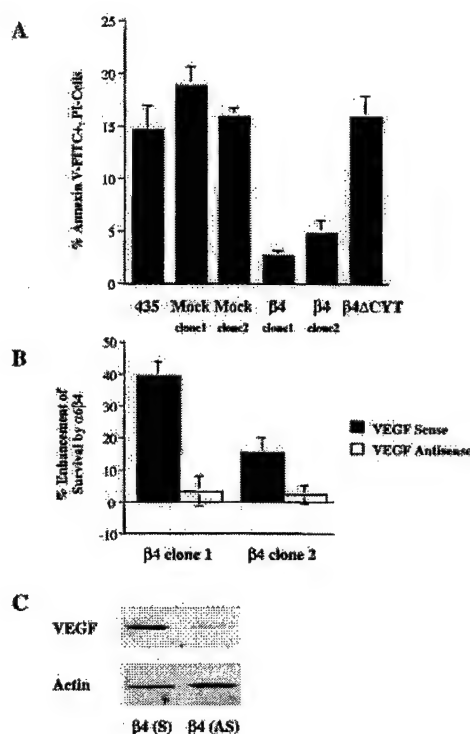 A
% Annexin V-FITC+, PI-Cells.
25
20
15
10
5
0
435 Mock Mock β4 β4 β4ΔCYT
clone1 clone2 clone1 clone2
B
% Enhancement of
Survival by α6β4
50
40
30
20
10
0
-10
VEGF Sense
VEGF Antisense
β4 clone 1 β4 clone 2
C
VEGF
Actin
β4 (S) β4 (AS)